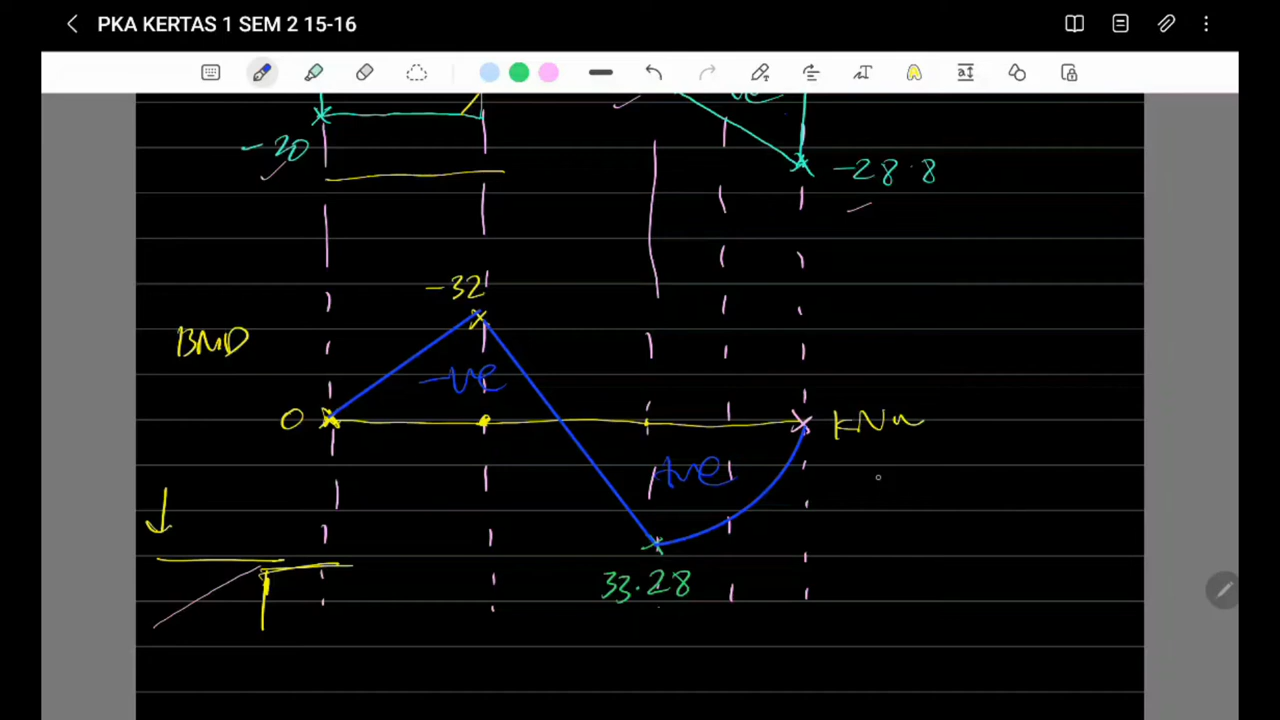 PKA KERTAS 1 SEM 2 15-16
-20
-28.8
-32
BMD
-ve
0
kNm
+ve
33.28